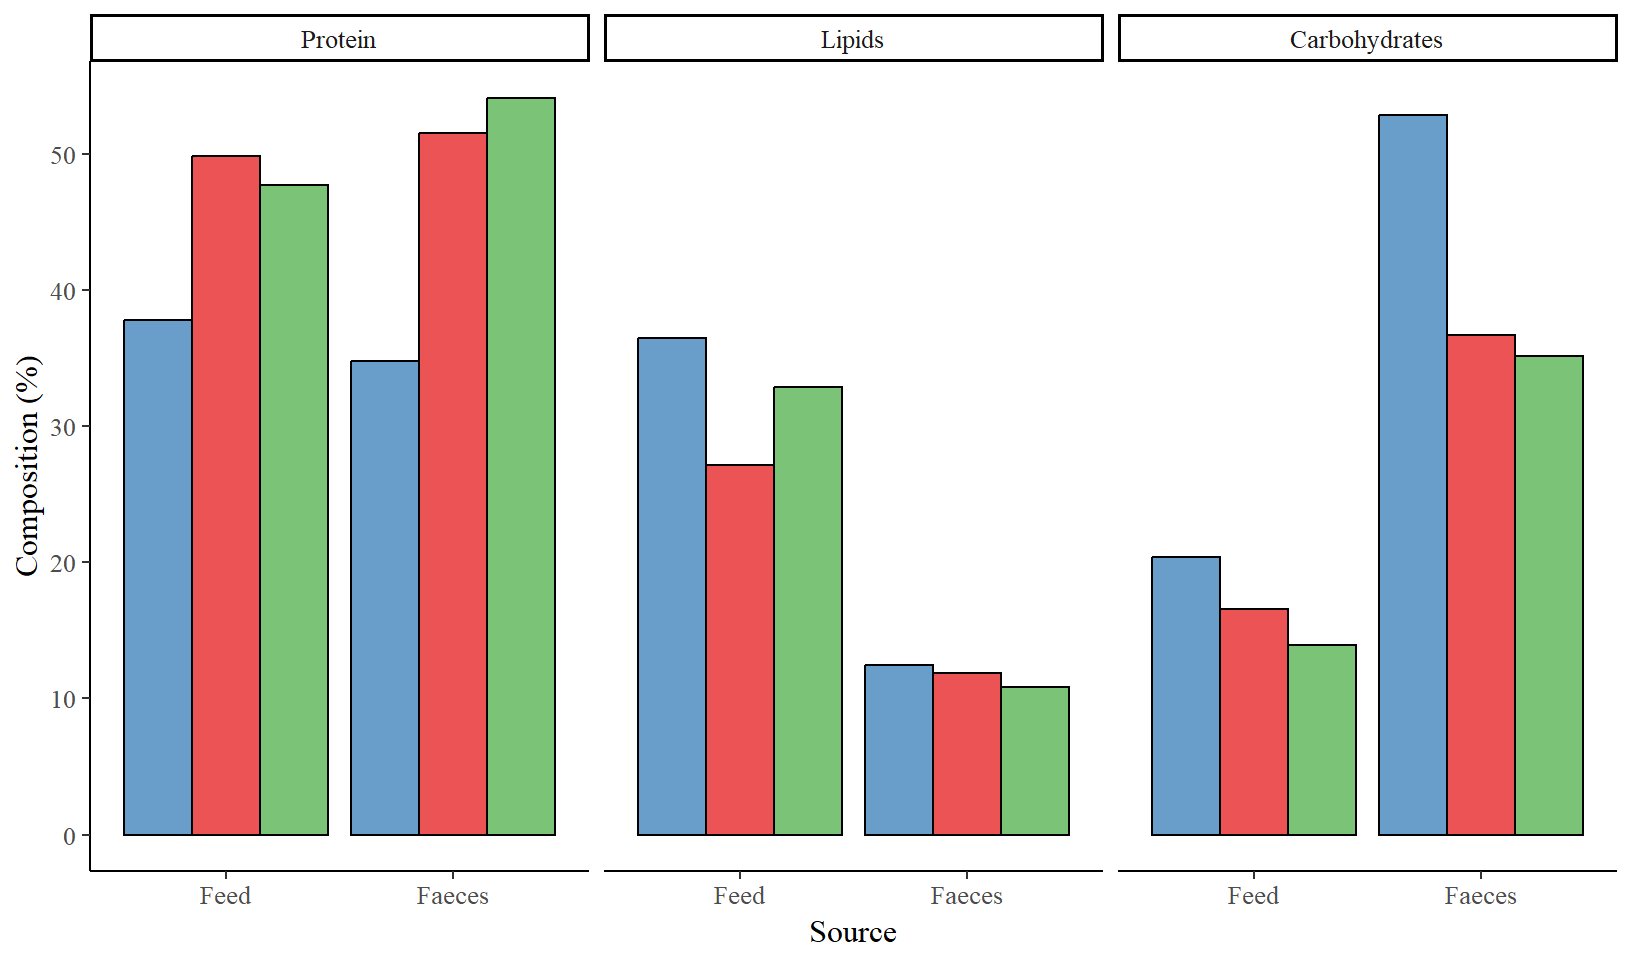 Protein Lipids Carbohydrates
Composition (%)
50
40
30
20
10
0
Feed Faeces Feed Faeces Feed Faeces
Source